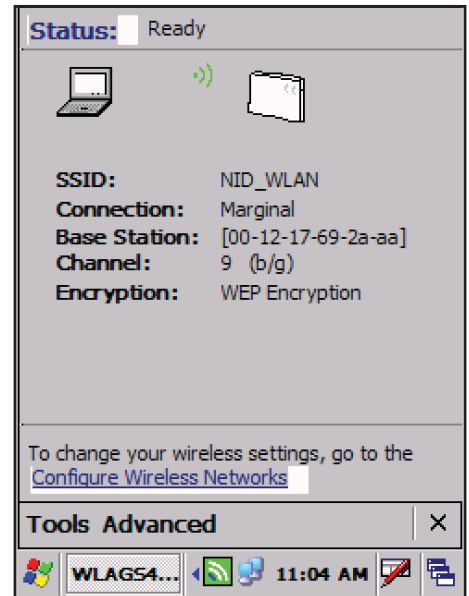 Status: Ready
SSID: NID_WLAN
Connection: Marginal
Base Station: [00-12-17-69-2a-aa]
Channel: 9 (b/g)
Encryption: WEP Encryption
To change your wireless settings, go to the
Configure Wireless Networks
Tools Advanced
WLAGS4... 11:04 AM